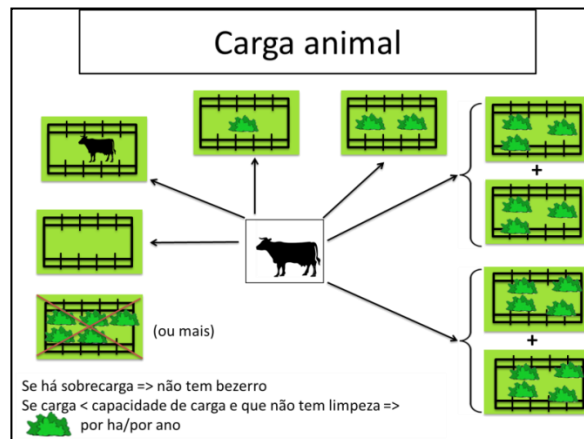 Carga animal
+
(ou mais)
+
Se há sobrecarga => não tem bezerro
Se carga < capacidade de carga e que não tem limpeza =>
por ha/por ano